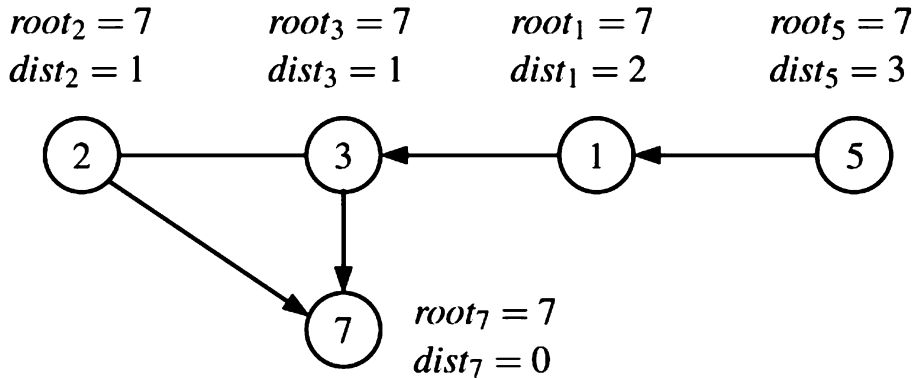 root₂ = 7 root₃ = 7 root₁ = 7 root₅ = 7
dist₂ = 1 dist₃ = 1 dist₁ = 2 dist₅ = 3
2 3 1 5
7
root₇ = 7
dist₇ = 0